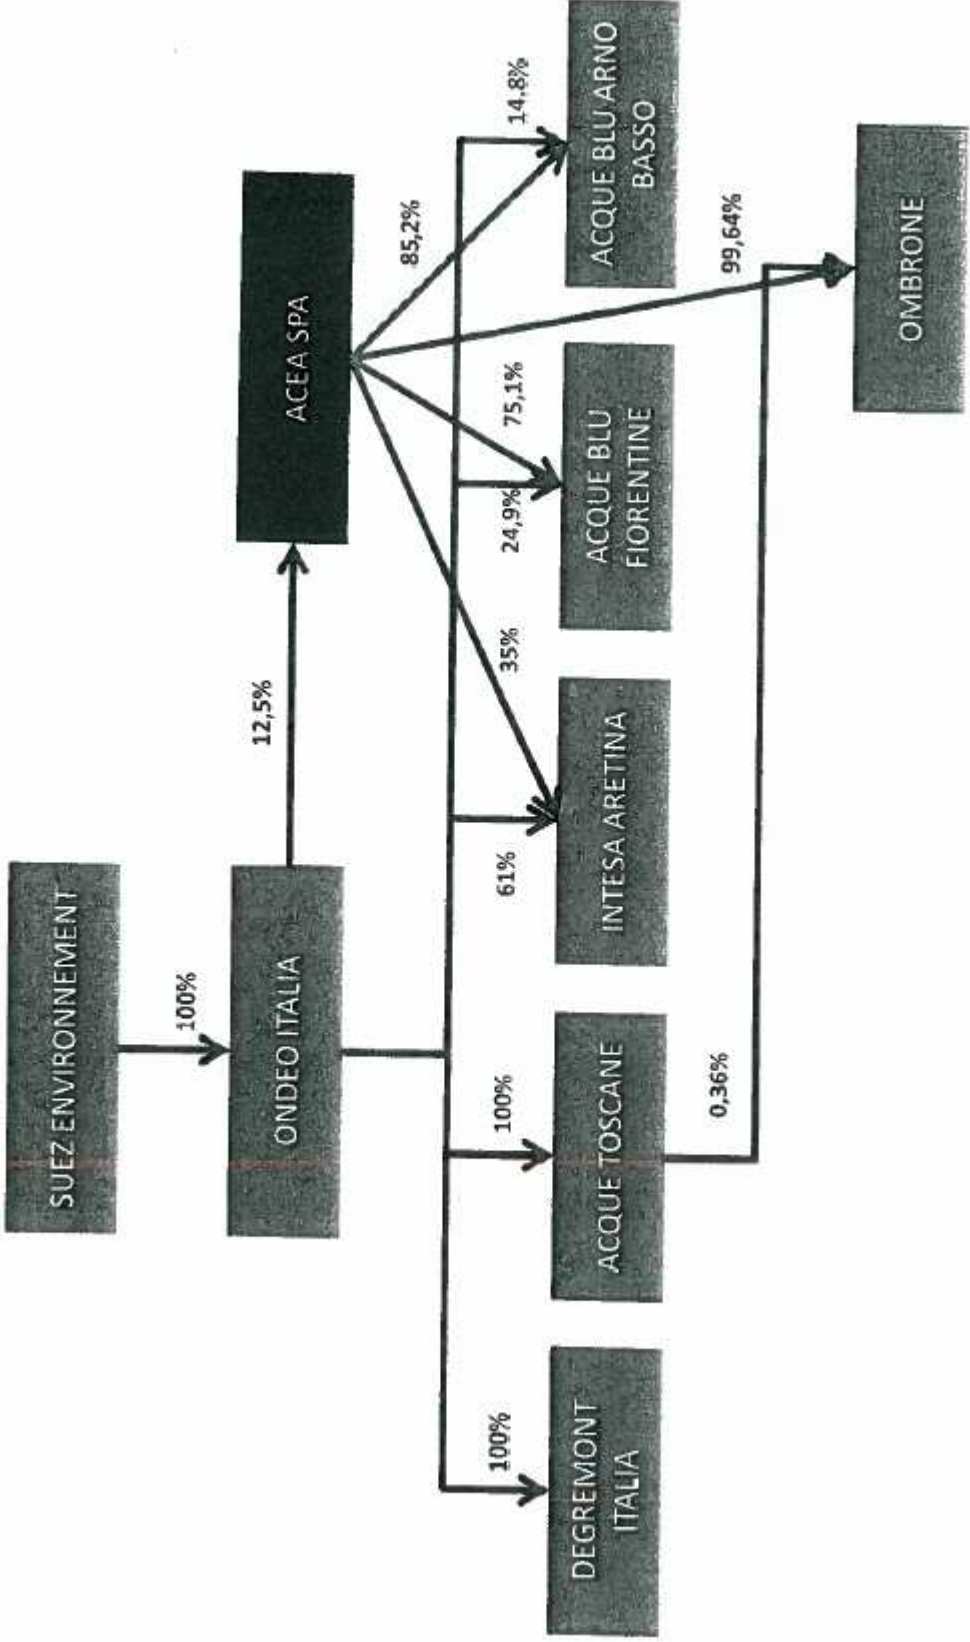 SUEZ ENVIRONNEMENT
100%
ONDEO ITALIA
12,5%
ACEA SPA
100%
100%
61%
35%
24,9%
75,1%
85,2%
14.8%
DEGREMONT
ITALIA
ACQUE TOSCANE
INTESA ARETINA
ACQUE BLU
FIORENTINE
ACQUE BLU ARNO
BASSO
0,36%
99,64%
OMBRONE